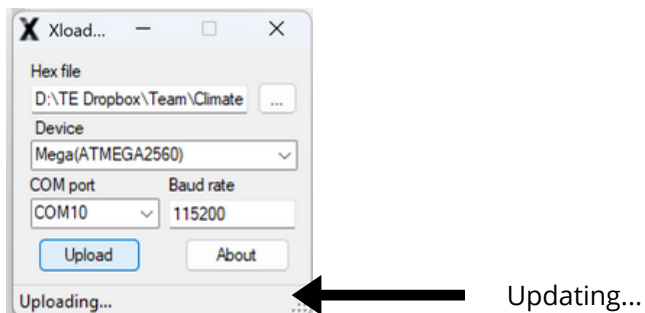 X Xload...
Hex file
D:\TE Dropbox\Team\Climate ...
Device
Mega(ATMEGA2560)
COM port Baud rate
COM10 115200
Upload About
Uploading... Updating...